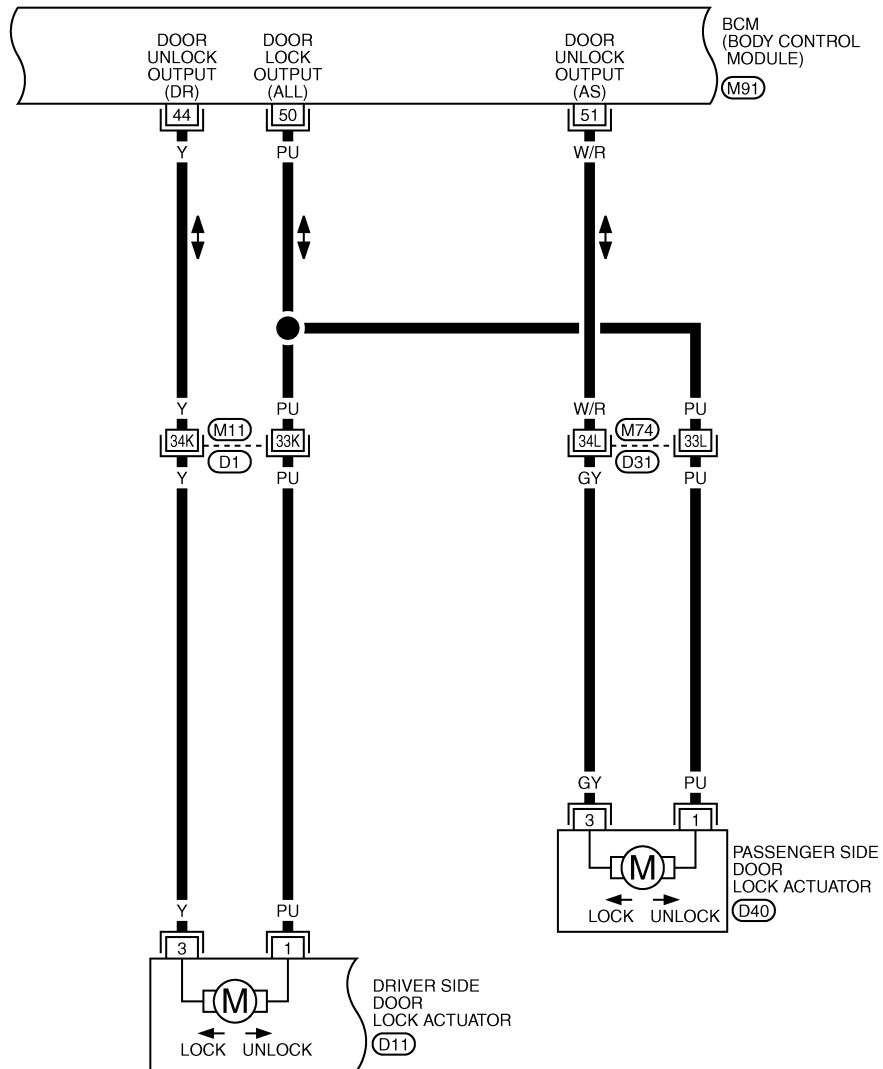 DOOR
UNLOCK
OUTPUT
(DR)
DOOR
LOCK
OUTPUT
(ALL)
DOOR
UNLOCK
OUTPUT
(AS)
BCM
(BODY CONTROL
MODULE)
M91
44
50
51
Y
PU
W/R
Y
PU
W/R
PU
34K
M11
33K
34L
M74
33L
D1
D31
Y
PU
GY
PU
GY
PU
3
1
M
LOCK
UNLOCK
PASSENGER SIDE
DOOR
LOCK ACTUATOR
D40
Y
PU
3
1
M
LOCK
UNLOCK
DRIVER SIDE
DOOR
LOCK ACTUATOR
D11